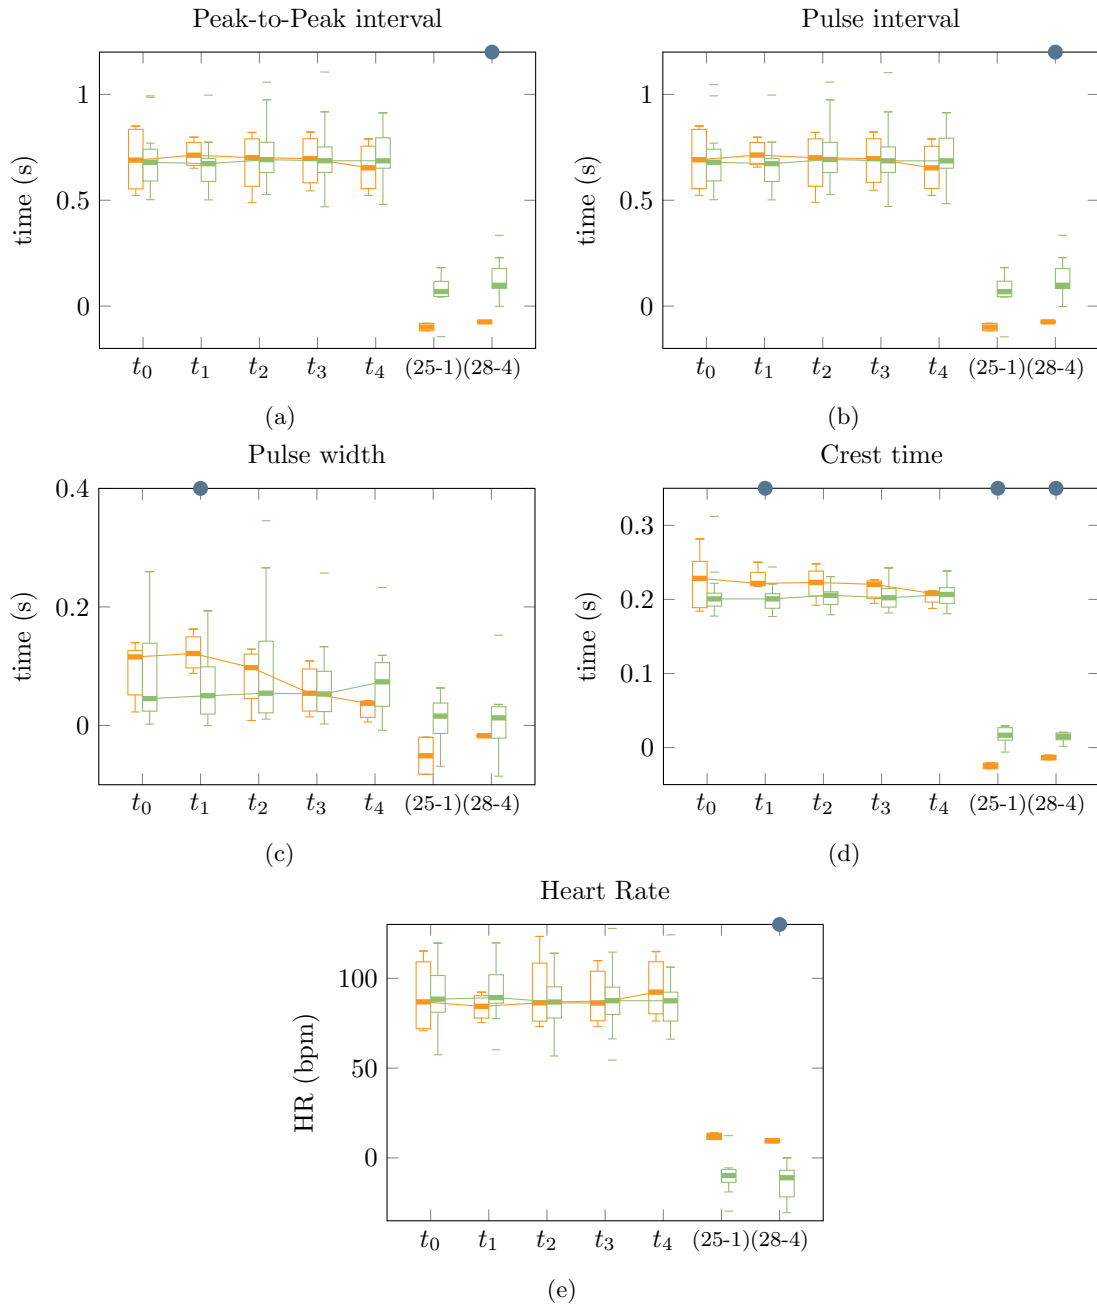 Peak-to-Peak interval
time (s)
1
0.5
0
t0 t1 t2 t3 t4 (25-1)(28-4)
(a)
Pulse interval
time (s)
1
0.5
0
t0 t1 t2 t3 t4 (25-1)(28-4)
(b)
Pulse width
time (s)
0.4
0.2
0
t0 t1 t2 t3 t4 (25-1)(28-4)
(c)
Crest time
time (s)
0.3
0.2
0.1
0
t0 t1 t2 t3 t4 (25-1)(28-4)
(d)
Heart Rate
HR (bpm)
100
50
0
t0 t1 t2 t3 t4 (25-1)(28-4)
(e)